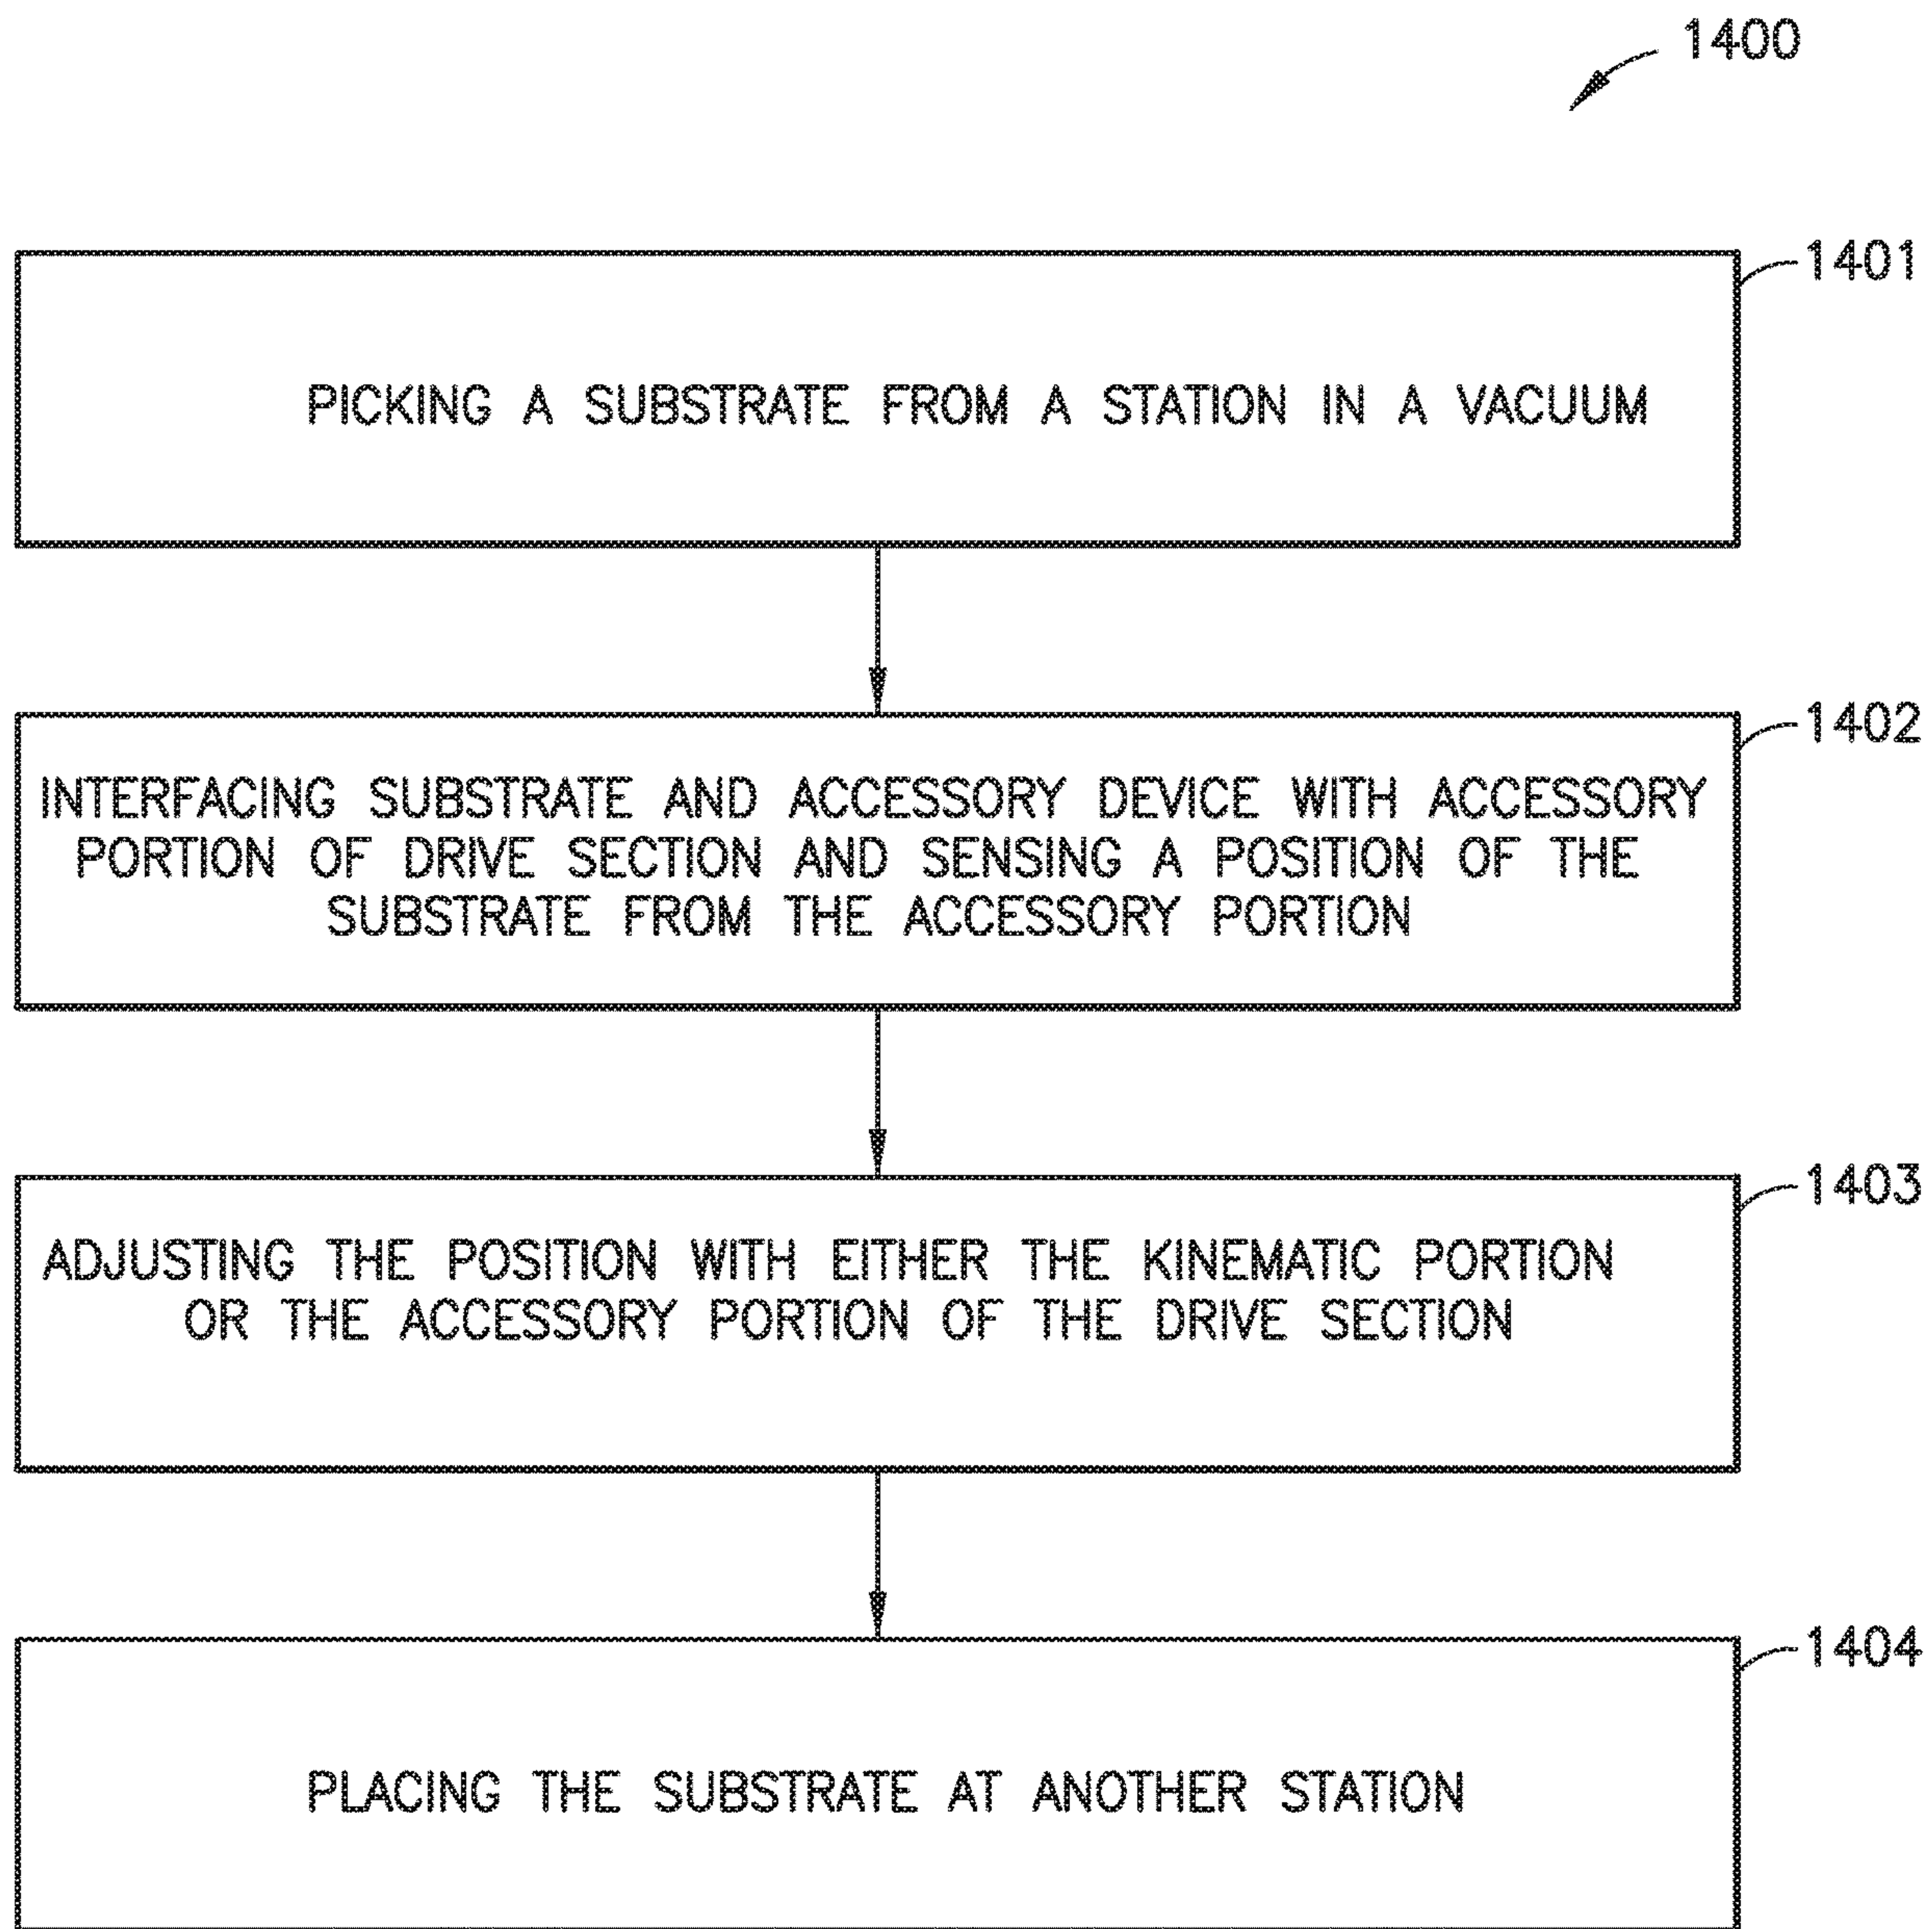 1400
1401
PICKING A SUBSTRATE FROM A STATION IN A VACUUM
1402
INTERFACING SUBSTRATE AND ACCESSORY DEVICE WITH ACCESSORY
PORTION OF DRIVE SECTION AND SENSING A POSITION OF THE
SUBSTRATE FROM THE ACCESSORY PORTION
1403
ADJUSTING THE POSITION WITH EITHER THE KINEMATIC PORTION
OR THE ACCESSORY PORTION OF THE DRIVE SECTION
1404
PLACING THE SUBSTRATE AT ANOTHER STATION